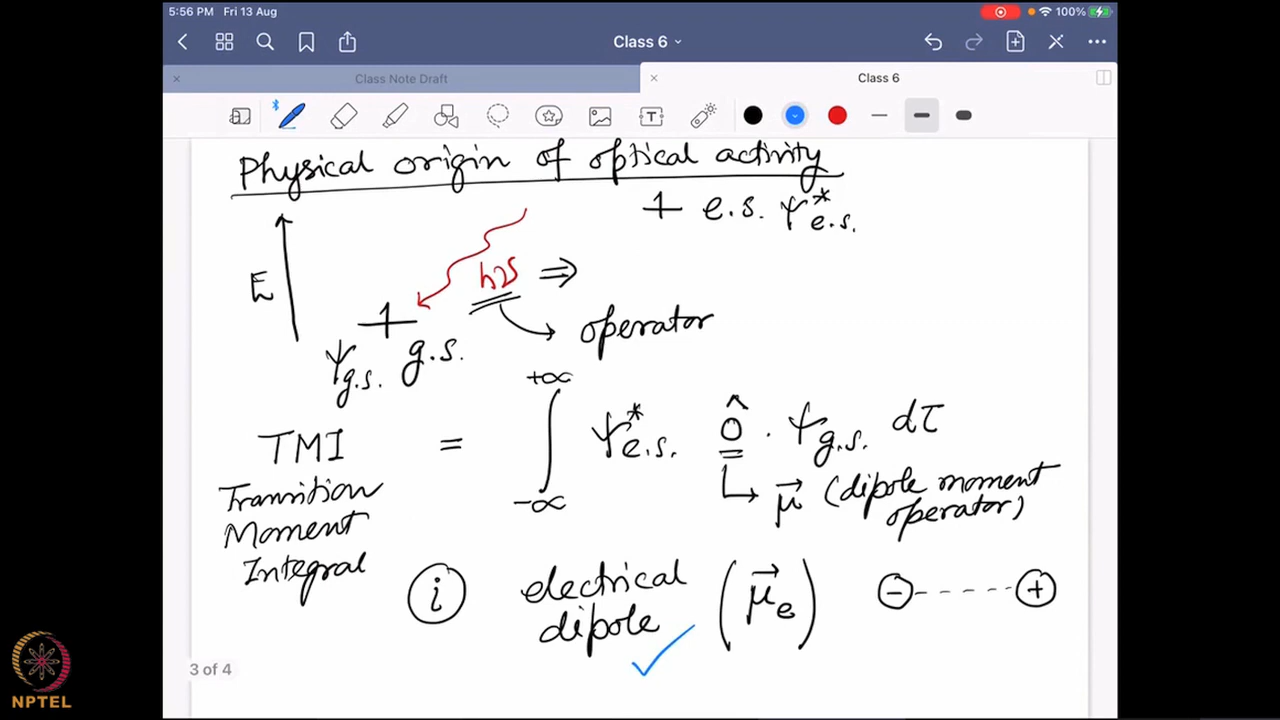 5:56 PM Fri 13 Aug
100%
Class 6
Class Note Draft
Class 6
Physical origin of optical activity
e.s. ψ*e.s.
E
hν ⇒
operator
ψg.s. g.s.
TMI = ∫ ψ*e.s. Ô . ψg.s. dτ
+∞
-∞
Transition
Moment
Integral
μ⃗ (dipole moment
operator)
i electrical
dipole
(μ⃗e) ⊖ ------ ⊕
3 of 4
NPTEL